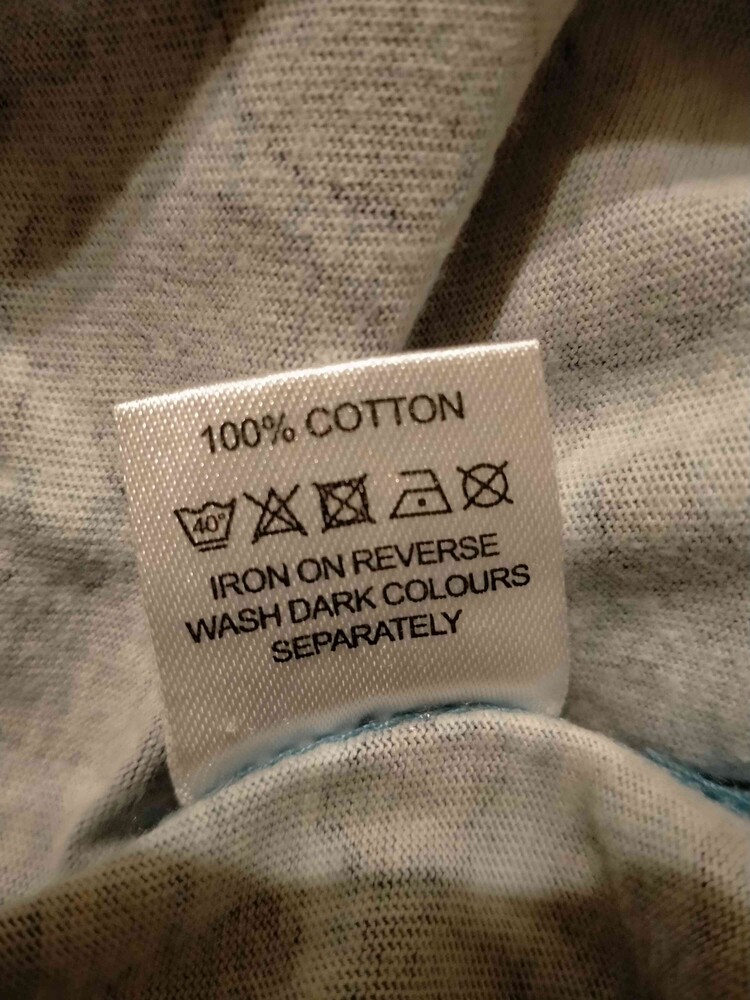 100% COTTON
40°
IRON ON REVERSE
WASH DARK COLOURS
SEPARATELY